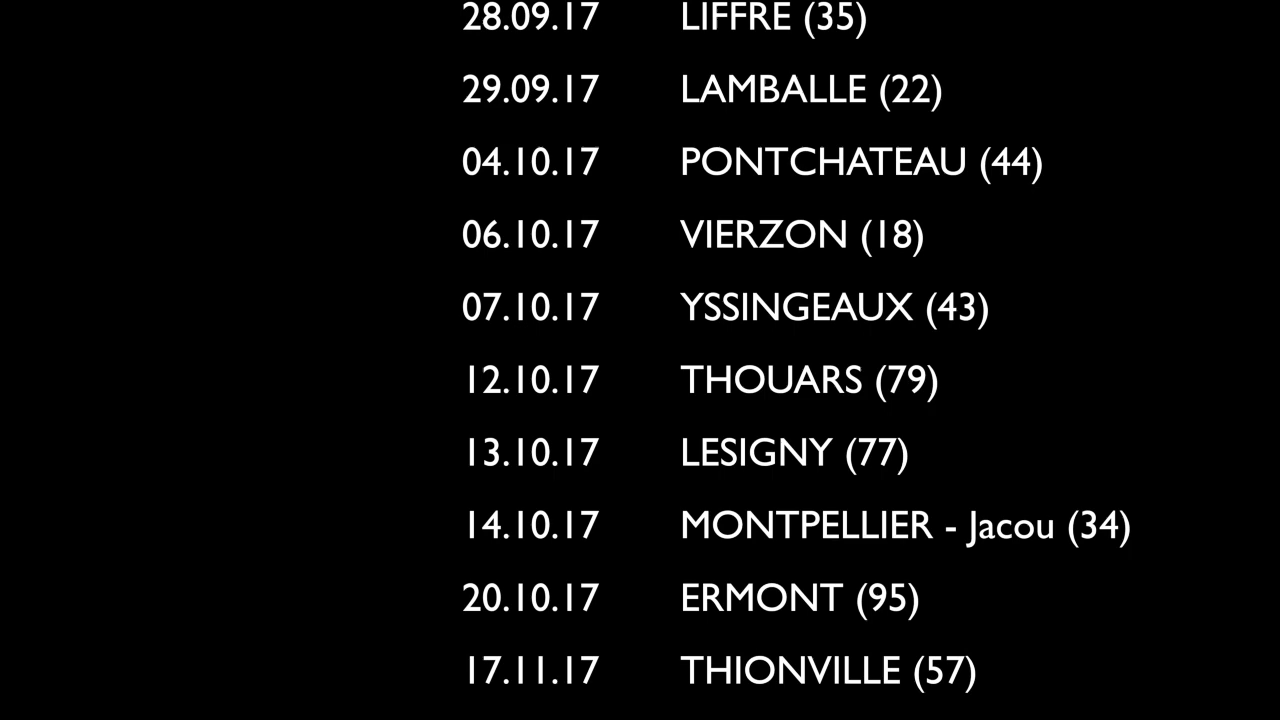 28.09.17 LIFFRE (35)
29.09.17 LAMBALLE (22)
04.10.17 PONTCHATEAU (44)
06.10.17 VIERZON (18)
07.10.17 YSSINGEAUX (43)
12.10.17 THOUARS (79)
13.10.17 LESIGNY (77)
14.10.17 MONTPELLIER - Jacou (34)
20.10.17 ERMONT (95)
17.11.17 THIONVILLE (57)